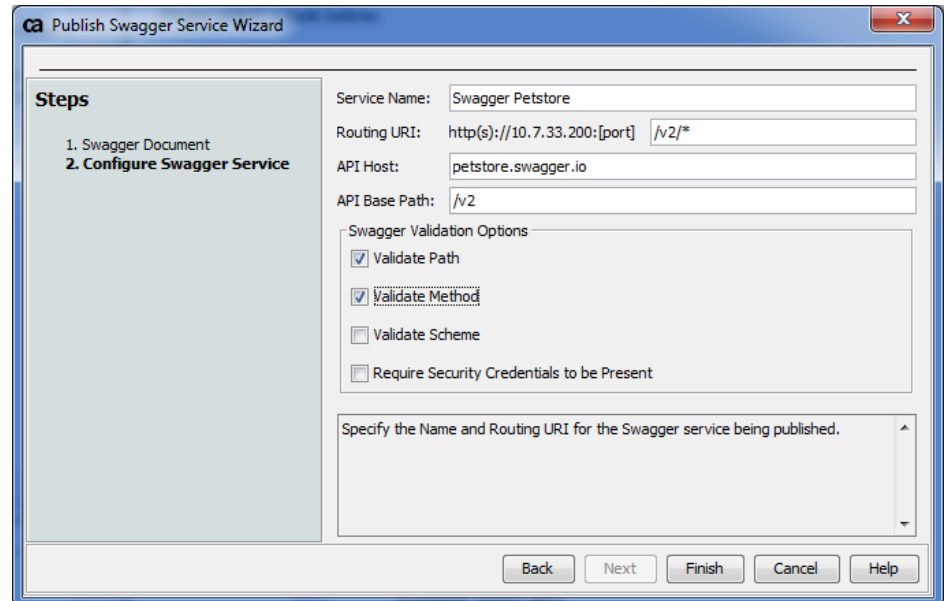 ca Publish Swagger Service Wizard
Steps
1. Swagger Document
2. Configure Swagger Service
Service Name: Swagger Petstore
Routing URI: http(s)://10.7.33.200:[port] /v2/*
API Host: petstore.swagger.io
API Base Path: /v2
Swagger Validation Options
Validate Path
Validate Method
Validate Scheme
Require Security Credentials to be Present
Specify the Name and Routing URI for the Swagger service being published.
Back Next Finish Cancel Help